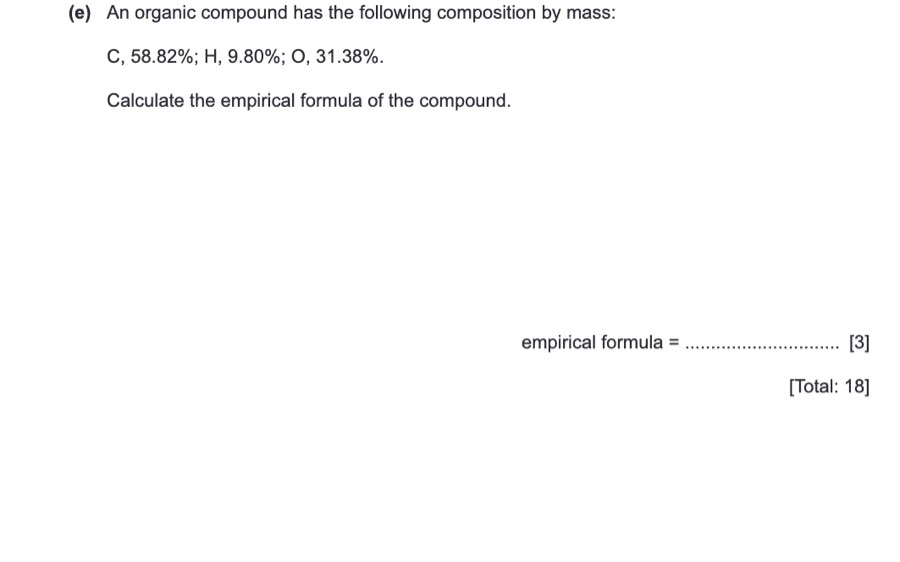 (e) An organic compound has the following composition by mass:
C, 58.82%; H, 9.80%; O, 31.38%.
Calculate the empirical formula of the compound.
empirical formula = ............................. [3]
[Total: 18]